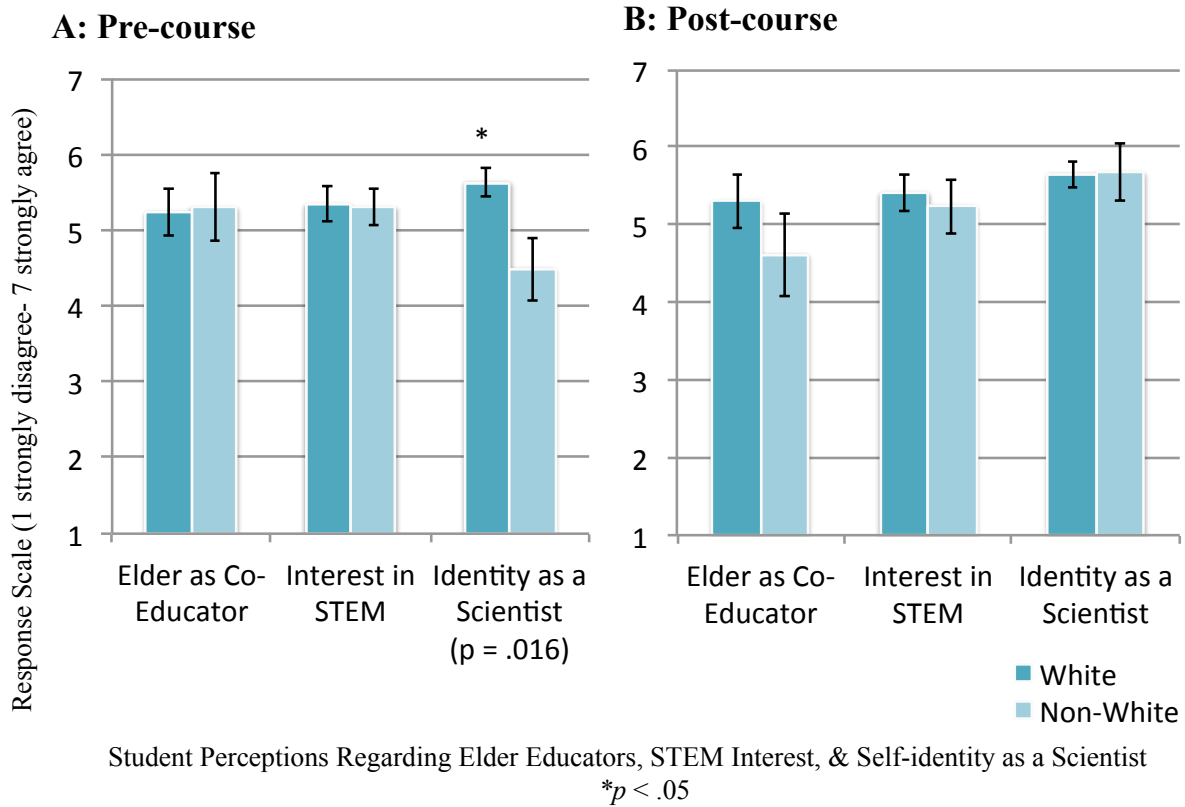 A: Pre-course
B: Post-course
Response Scale (1 strongly disagree- 7 strongly agree)
7
6
5
4
3
2
1
*
Elder as Co-
Educator
Interest in
STEM
Identity as a
Scientist
(p = .016)
7
6
5
4
3
2
1
Elder as Co-
Educator
Interest in
STEM
Identity as a
Scientist
White
Non-White
Student Perceptions Regarding Elder Educators, STEM Interest, & Self-identity as a Scientist
*p < .05